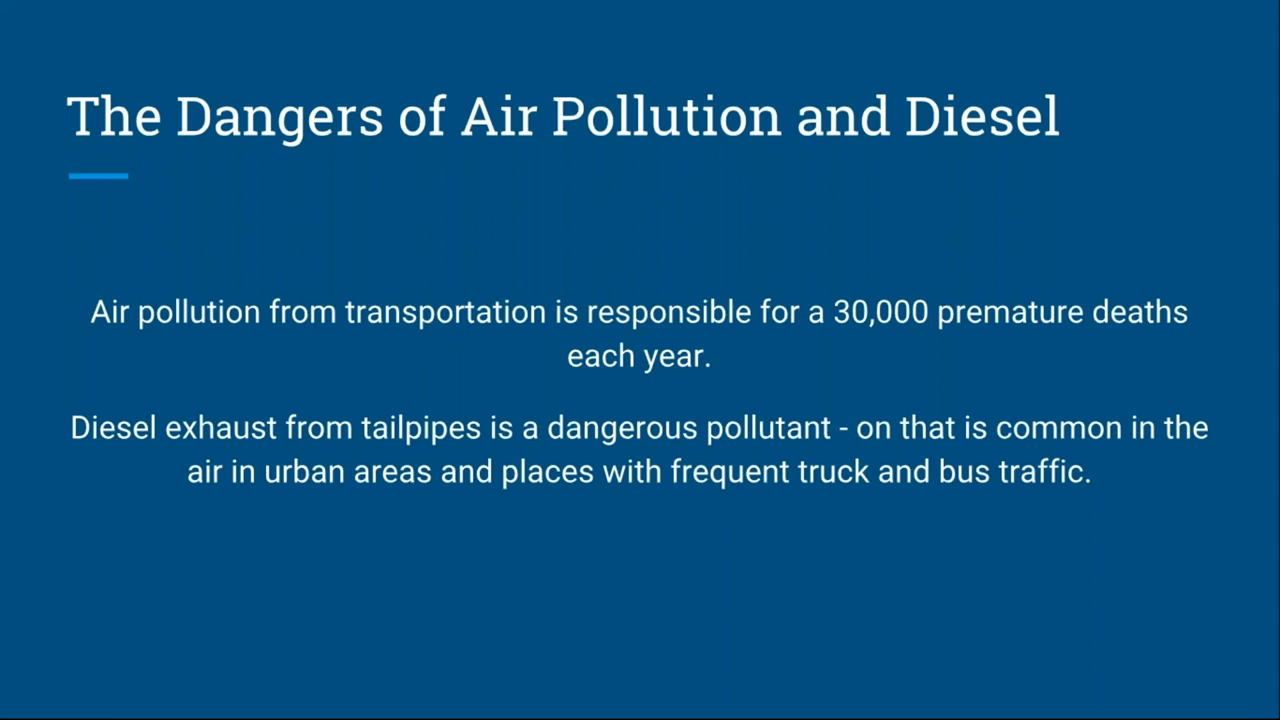 The Dangers of Air Pollution and Diesel
Air pollution from transportation is responsible for a 30,000 premature deaths
each year.
Diesel exhaust from tailpipes is a dangerous pollutant - on that is common in the
air in urban areas and places with frequent truck and bus traffic.